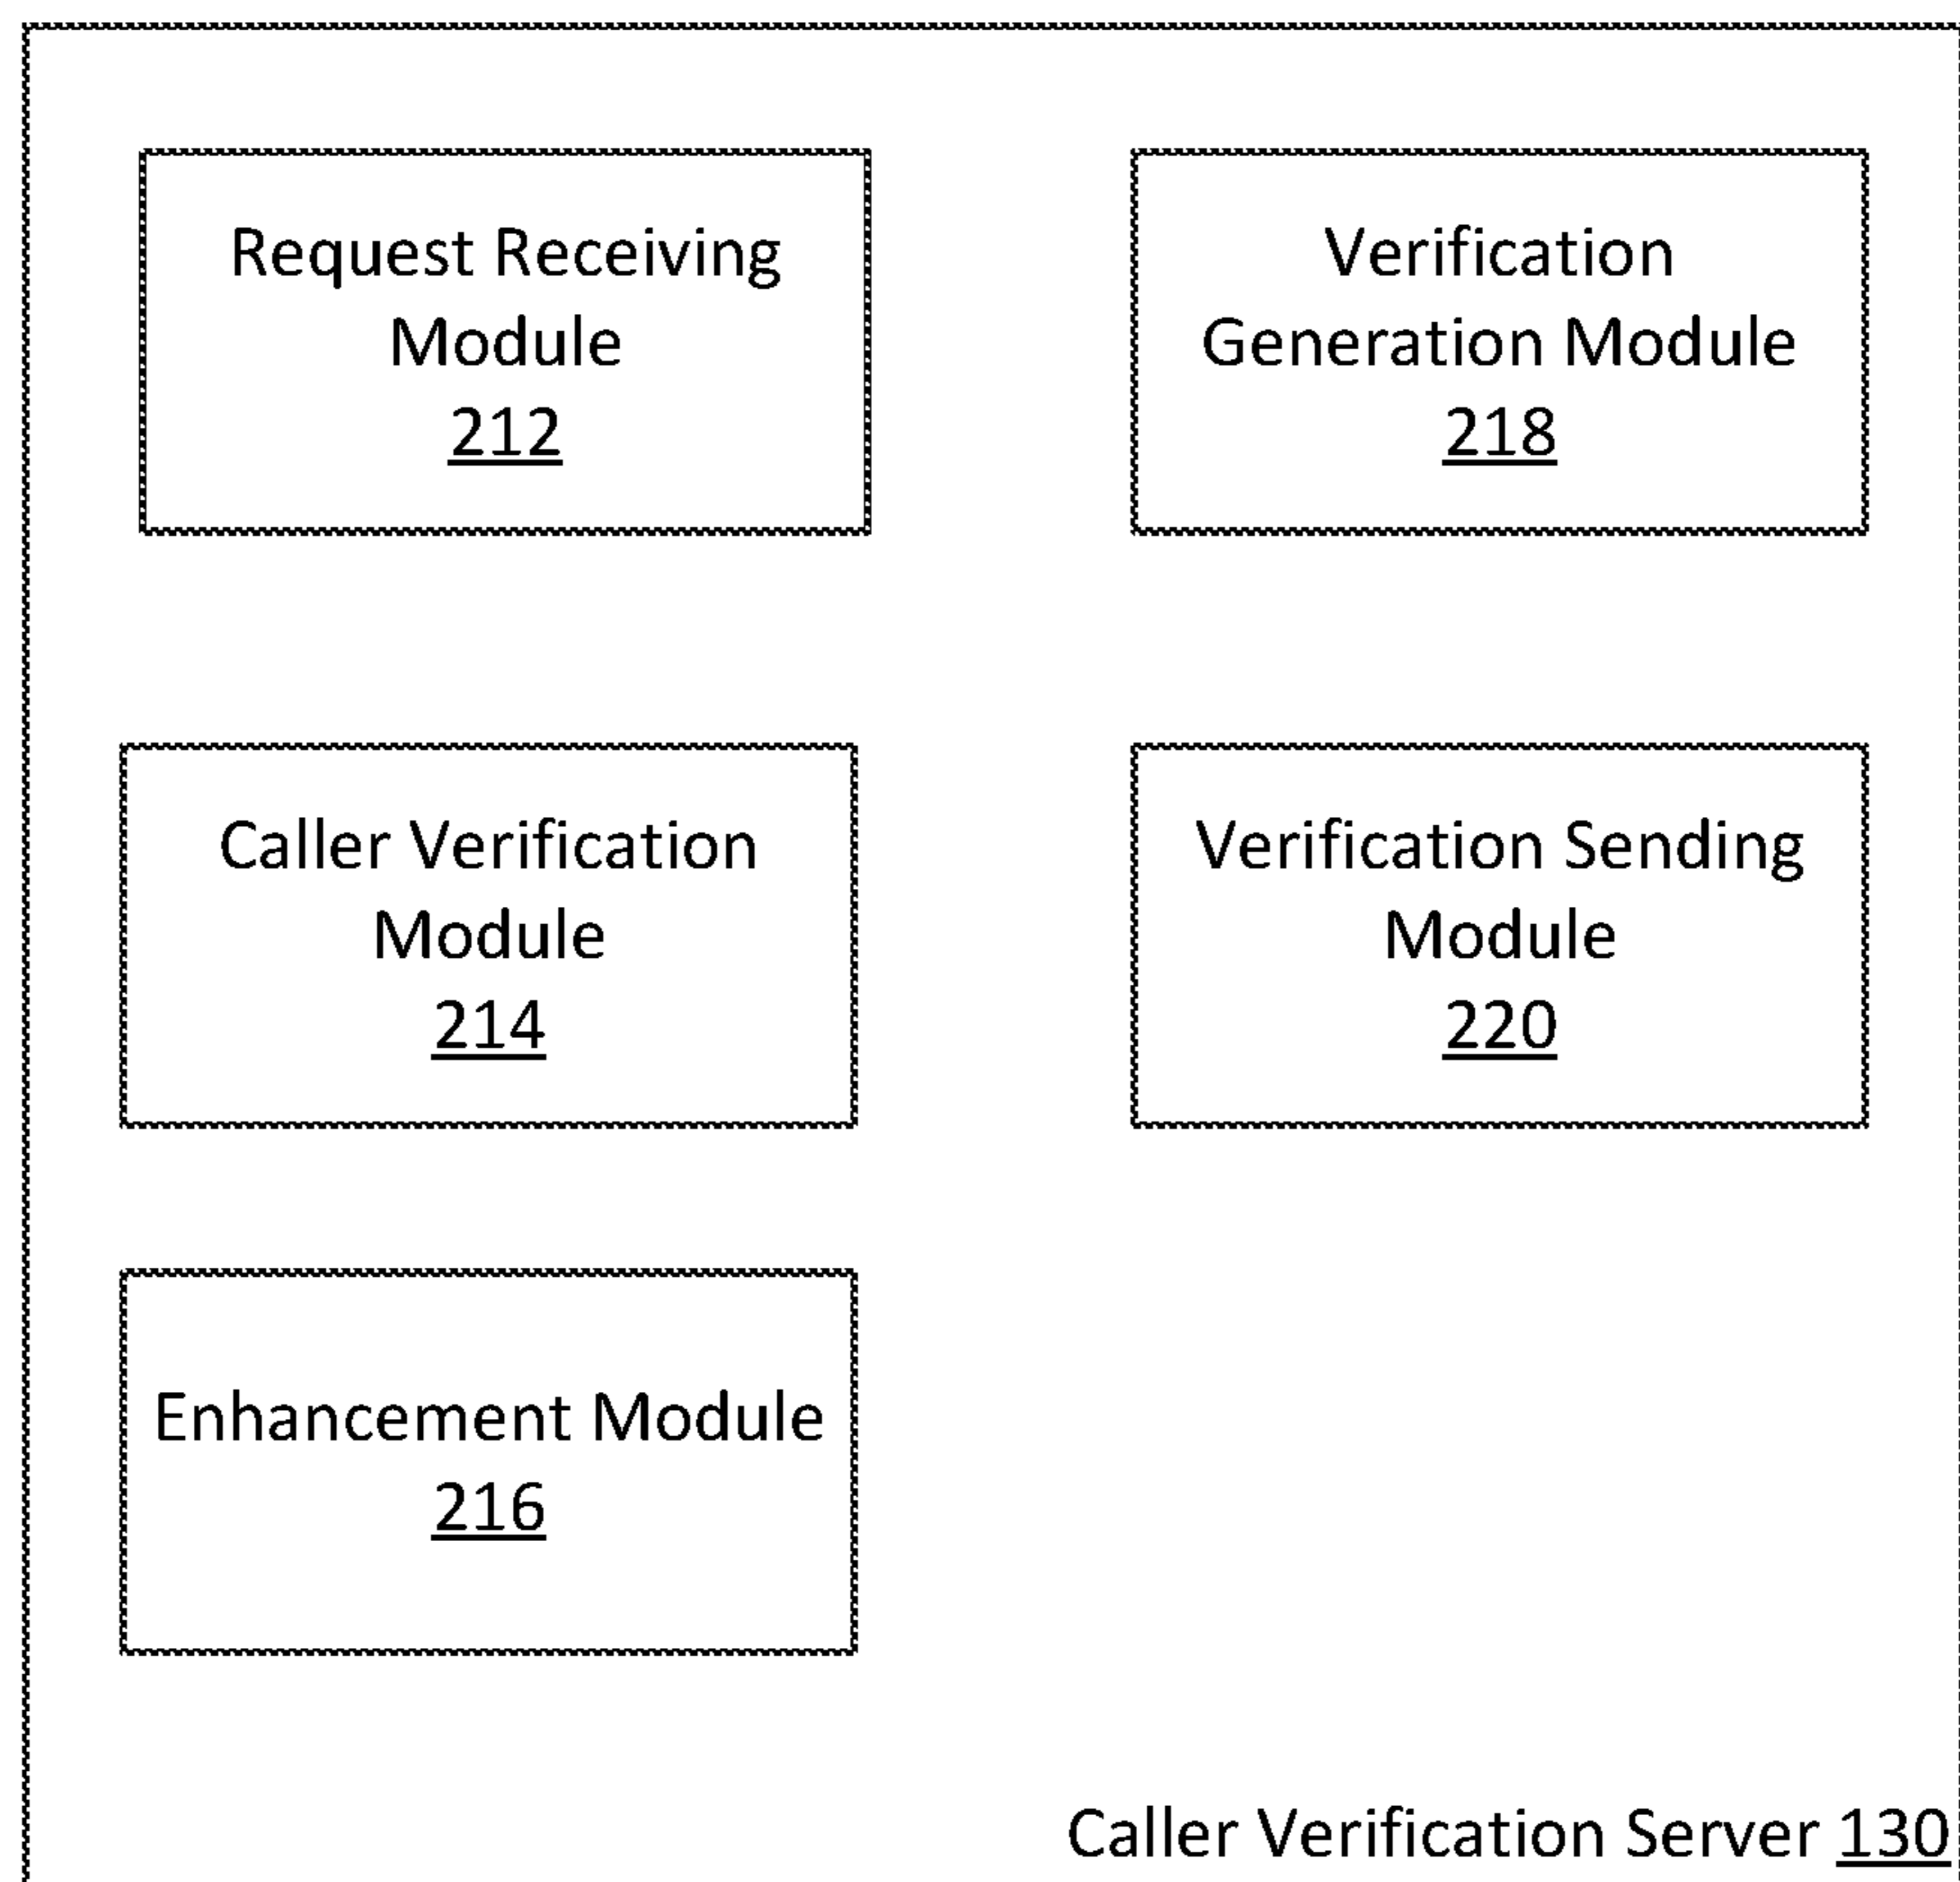 Request Receiving
Module
212
Verification
Generation Module
218
Caller Verification
Module
214
Verification Sending
Module
220
Enhancement Module
216
Caller Verification Server 130